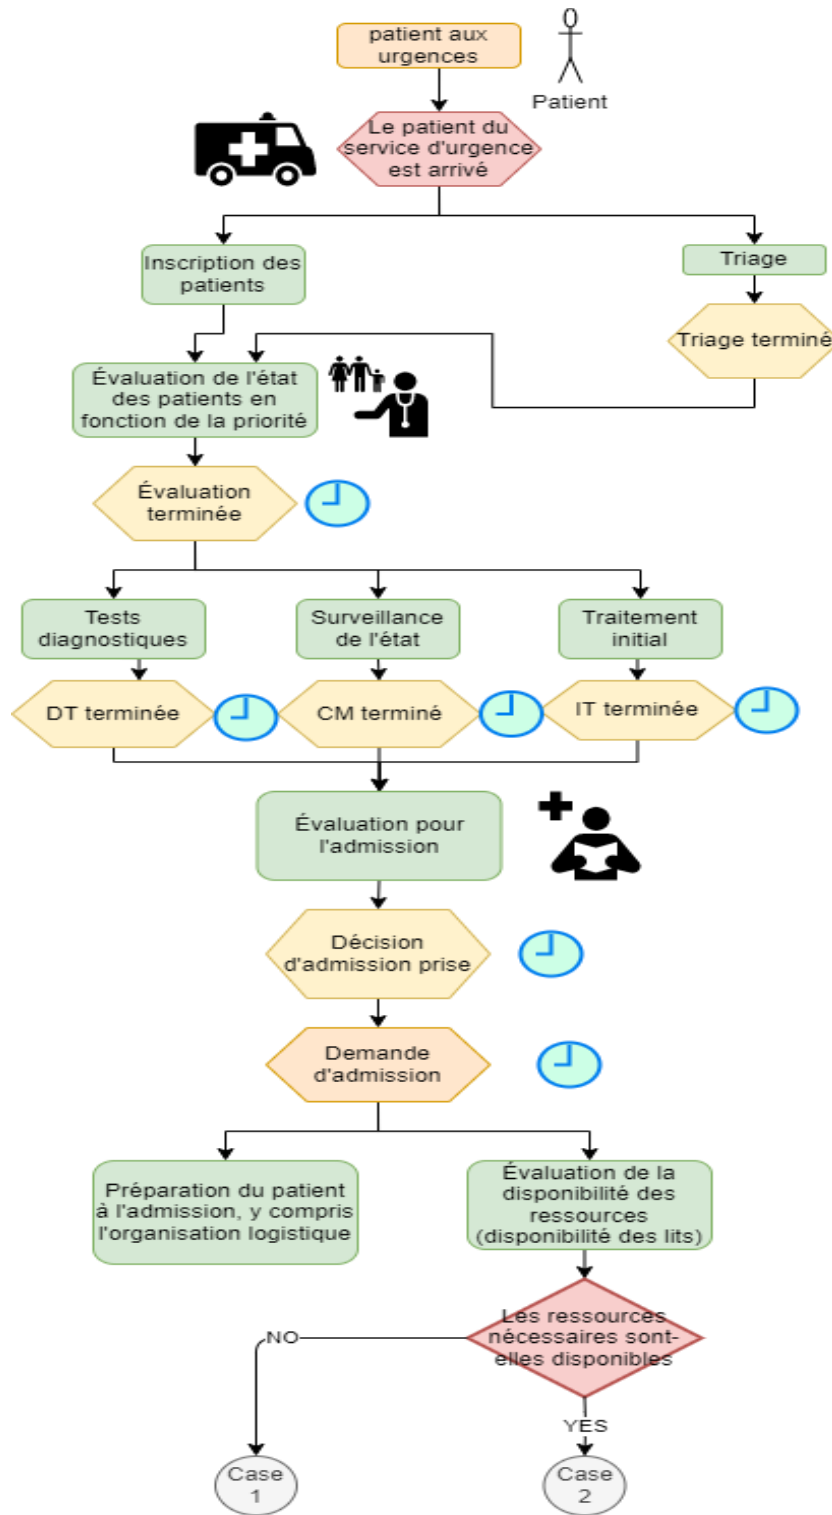 patient aux
urgences
Patient
Le patient du
service d'urgence
est arrivé
Inscription des
patients
Triage
Triage terminé
Évaluation de l'état
des patients en
fonction de la priorité
Évaluation
terminée
Tests
diagnostiques
Surveillance
de l'état
Traitement
initial
DT terminée
CM terminé
IT terminée
Évaluation pour
l'admission
Décision
d'admission prise
Demande
d'admission
Préparation du patient
à l'admission, y compris
l'organisation logistique
Évaluation de la
disponibilité des
ressources
(disponibilité des lits)
Les ressources
nécessaires sont-
elles disponibles
NO
YES
Case
1
Case
2